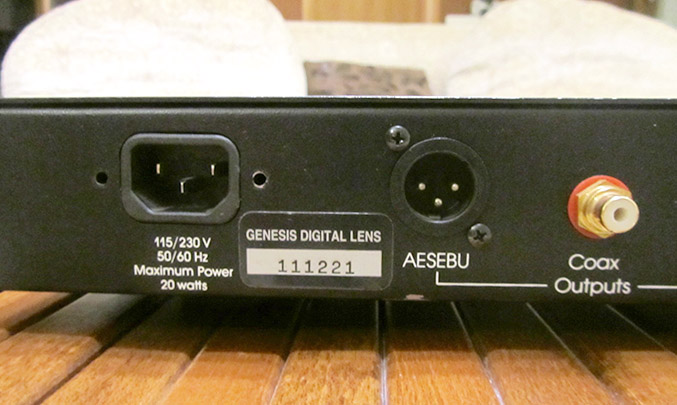 115/230 V
50/60 Hz
Maximum Power
20 watts
GENESIS DIGITAL LENS
111221
AESEBU
Coax
Outputs